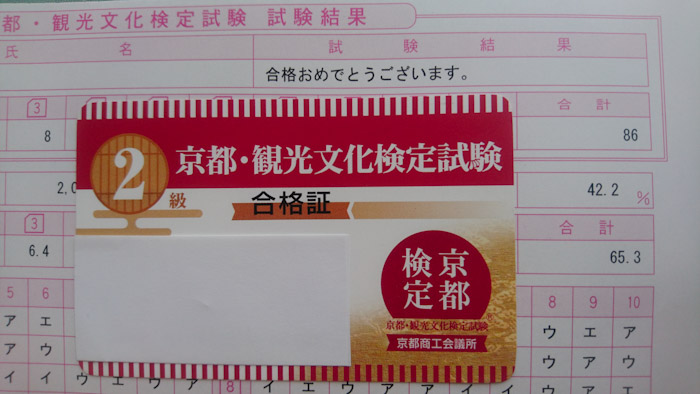 都・観光文化検定試験 試験結果
氏 名 試 験 結 果
合格おめでとうございます。
3 合 計
8 86
2級 京都・観光文化検定試験
合格証
2.0 42.2 %
3 合 計
6.4 65.3
検定 京都
京都・観光文化検定試験
京都商工会議所
5 6 8 9 10
ア エ ウ エ ア
ア ウ ウ ア ウ
イ イ ウ エ ア ア 8 イ エ ウ ア ア イ イ ア ウ ウ